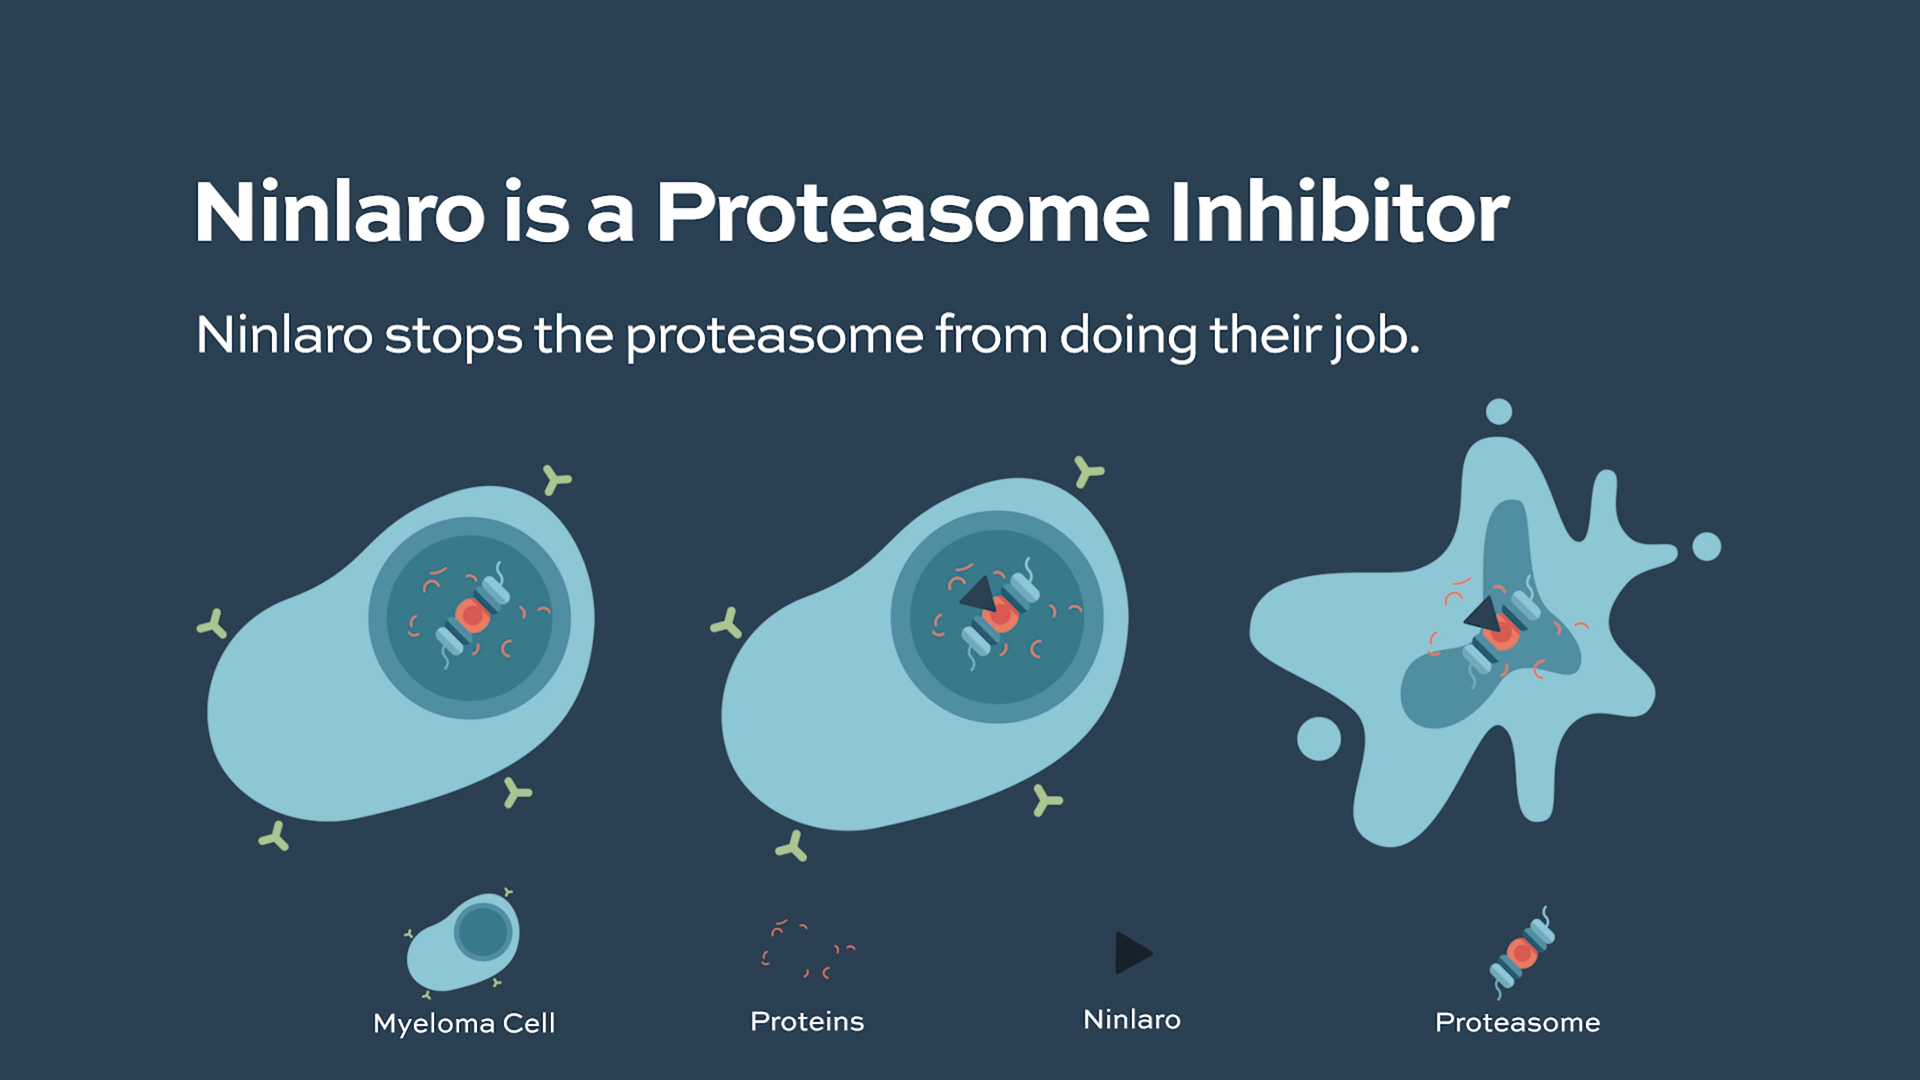 Ninlaro is a Proteasome Inhibitor
Ninlaro stops the proteasome from doing their job.
Myeloma Cell
Proteins
Ninlaro
Proteasome